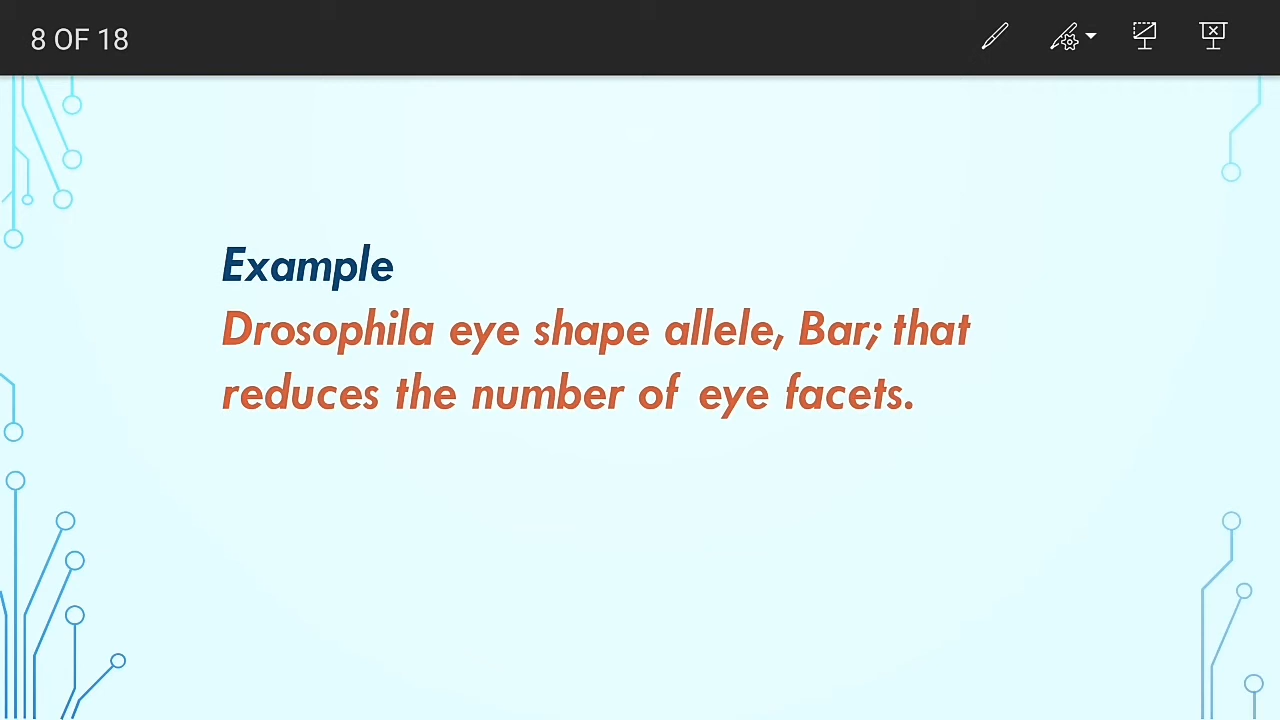 8 OF 18
Example
Drosophila eye shape allele, Bar; that
reduces the number of eye facets.